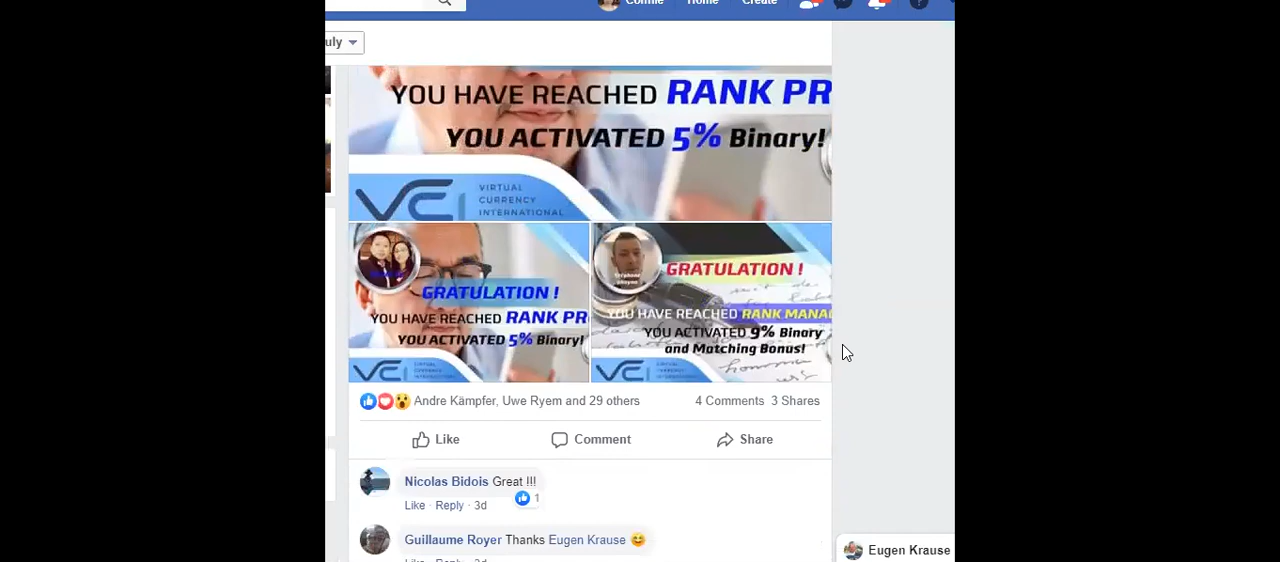 Connie Home Create
uly
YOU HAVE REACHED RANK PR
YOU ACTIVATED 5% Binary!
VCI VIRTUAL
CURRENCY
INTERNATIONAL
GRATULATION !
YOU HAVE REACHED RANK PR
YOU ACTIVATED 5% Binary!
VCI
GRATULATION !
YOU HAVE REACHED RANK MANA
YOU ACTIVATED 9% Binary
and Matching Bonus!
VCI
Andre Kämpfer, Uwe Ryem and 29 others 4 Comments 3 Shares
Like Comment Share
Nicolas Bidois Great !!!
Like · Reply · 3d 1
Guillaume Royer Thanks Eugen Krause 😊
Eugen Krause